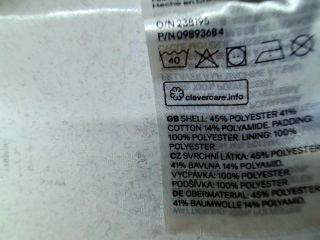 Hecho en
O/N 238195
P/N 09893684
40
clevercare.info
GB SHELL: 45% POLYESTER 41%
COTTON 14% POLYAMIDE. PADDING:
100% POLYESTER. LINING: 100%
POLYESTER.
CZ SVRCHNÍ LÁTKA: 45% POLYESTER
41% BAVLNA 14% POLYAMID.
VYCPÁVKA: 100% POLYESTER.
PODŠÍVKA: 100% POLYESTER.
DE OBERMATERIAL: 45% POLYESTER
41% BAUMWOLLE 14% POLYAMID.